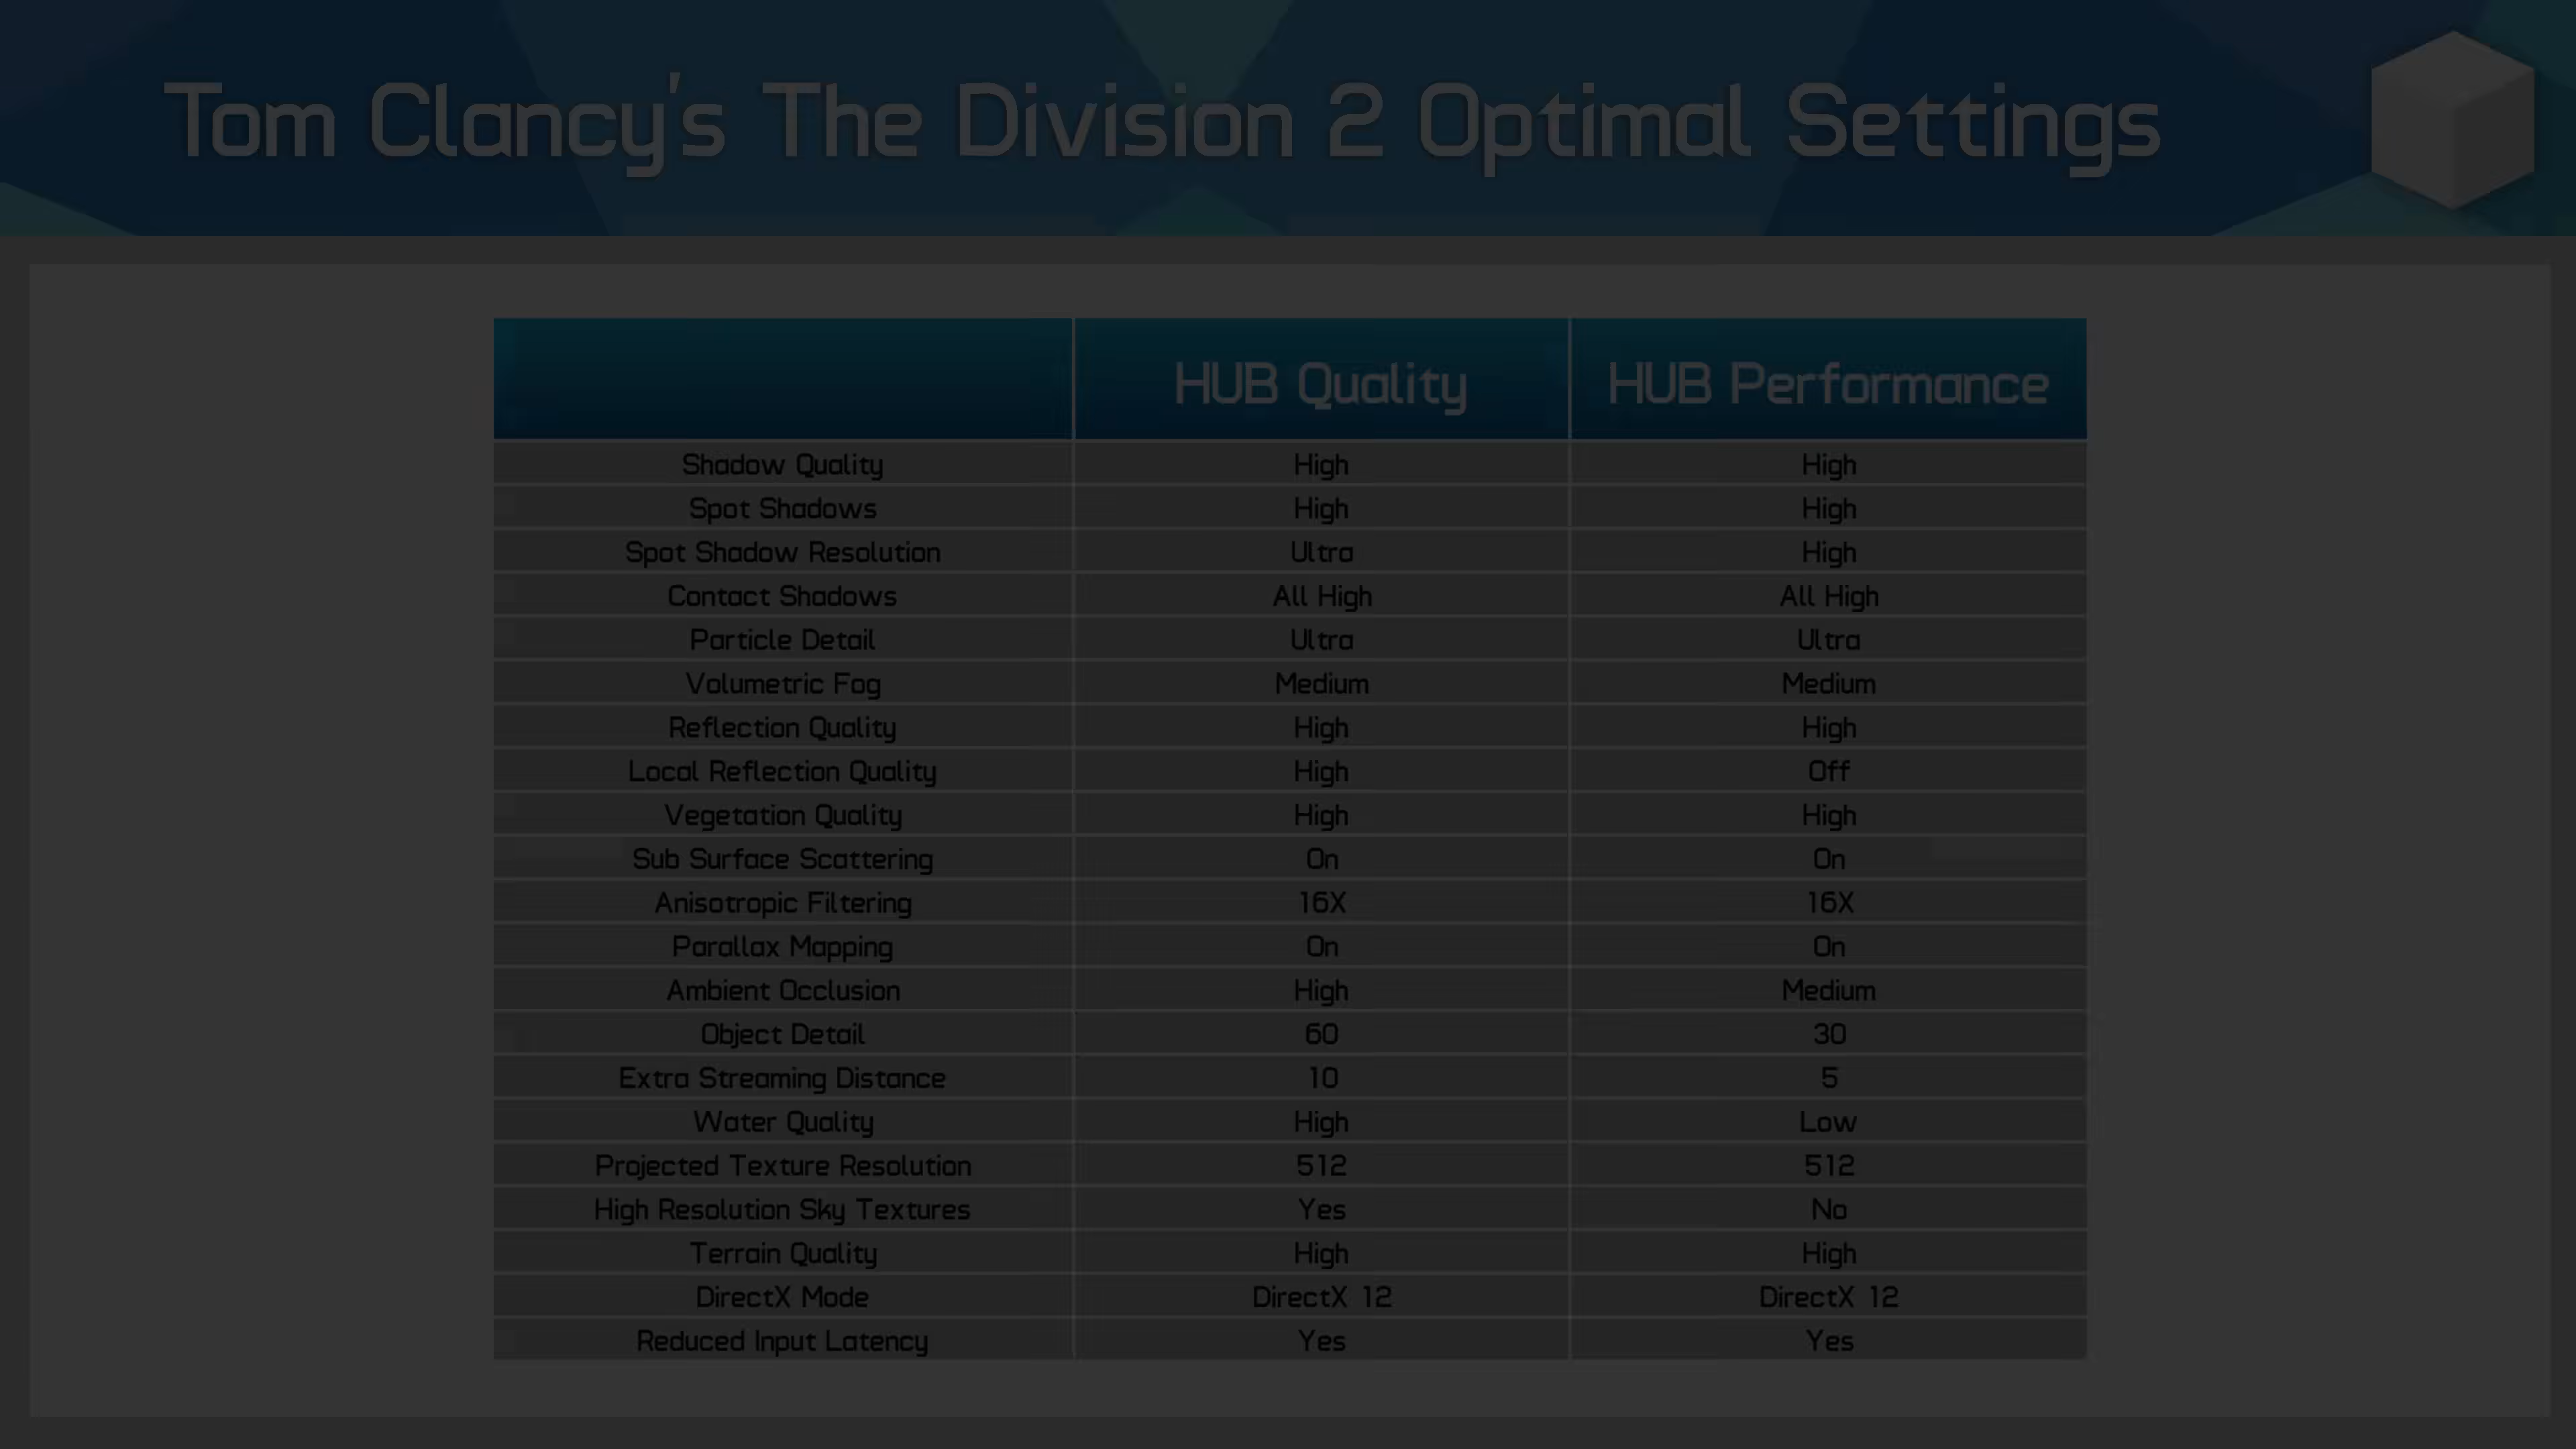 Tom Clancy's The Division 2 Optimal Settings
HUB Quality HUB Performance
Shadow Quality High High
Spot Shadows High High
Spot Shadow Resolution Ultra High
Contact Shadows All High All High
Particle Detail Ultra Ultra
Volumetric Fog Medium Medium
Reflection Quality High High
Local Reflection Quality High Off
Vegetation Quality High High
Sub Surface Scattering On On
Anisotropic Filtering 16X 16X
Parallax Mapping On On
Ambient Occlusion High Medium
Object Detail 60 30
Extra Streaming Distance 10 5
Water Quality High Low
Projected Texture Resolution 512 512
High Resolution Sky Textures Yes No
Terrain Quality High High
DirectX Mode DirectX 12 DirectX 12
Reduced Input Latency Yes Yes